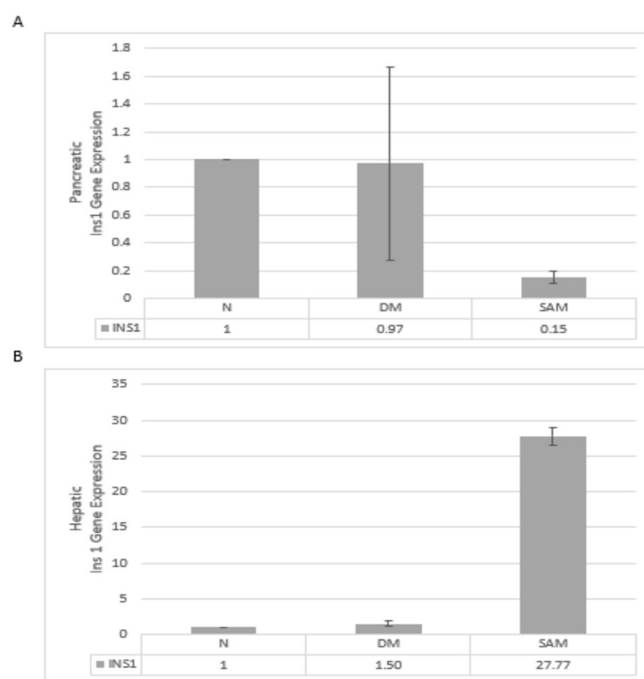 A
Pancreatic
Ins1 Gene Expression
1.8
1.6
1.4
1.2
1
0.8
0.6
0.4
0.2
0
N DM SAM
INS1 1 0.97 0.15
B
Hepatic
Ins 1 Gene Expression
35
30
25
20
15
10
5
0
N DM SAM
INS1 1 1.50 27.77